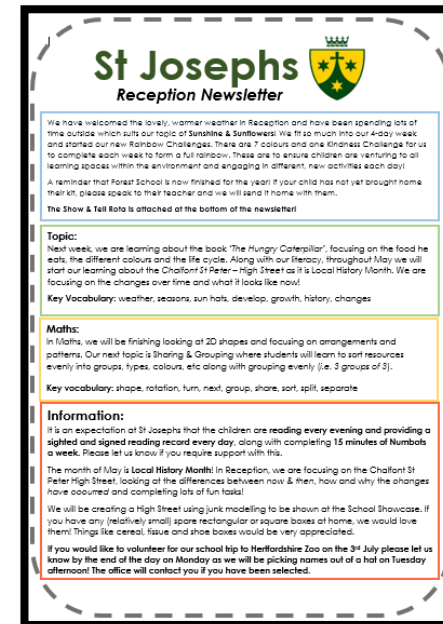 St Josephs
Reception Newsletter
We have welcomed the lovely, warmer weather in Reception and have been spending lots of
time outside which suits our topic of Sunshine & Sunflowers! We fit so much into our 4-day week
and started our new Rainbow Challenges. There are 7 colours and one Kindness Challenge for us
to complete each week to form a full rainbow. These are to ensure children are venturing to all
learning spaces within the environment and engaging in different, new activities each day!
A reminder that Forest School is now finished for the year! If your child has not yet brought home
their kit, please speak to their teacher and we will send it home with them.
The Show & Tell Rota is attached at the bottom of the newsletter!
Topic:
Next week, we are learning about the book 'The Hungry Caterpillar', focusing on the food he
eats, the different colours and the life cycle. Along with our literacy, throughout May we will
start our learning about the Chalfont St Peter – High Street as it is Local History Month. We are
focusing on the changes over time and what it looks like now!
Key Vocabulary: weather, seasons, sun hats, develop, growth, history, changes
Maths:
In Maths, we will be finishing looking at 2D shapes and focusing on arrangements and
patterns. Our next topic is Sharing & Grouping where students will learn to sort resources
evenly into groups, types, colours, etc along with grouping evenly (i.e. 3 groups of 3).
Key vocabulary: shape, rotation, turn, next, group, share, sort, split, separate
Information:
It is an expectation at St Josephs that the children are reading every evening and providing a
sighted and signed reading record every day, along with completing 15 minutes of Numbots
a week. Please let us know if you require support with this.
The month of May is Local History Month! In Reception, we are focusing on the Chalfont St
Peter High Street, looking at the differences between now & then, how and why the changes
have occurred and completing lots of fun tasks!
We will be creating a High Street using junk modelling to be shown at the School Showcase. If
you have any (relatively small) spare rectangular or square boxes at home, we would love
them! Things like cereal, tissue and shoe boxes would be very appreciated.
If you would like to volunteer for our school trip to Hertfordshire Zoo on the 3rd July please let us
know by the end of the day on Monday as we will be picking names out of a hat on Tuesday
afternoon! The office will contact you if you have been selected.